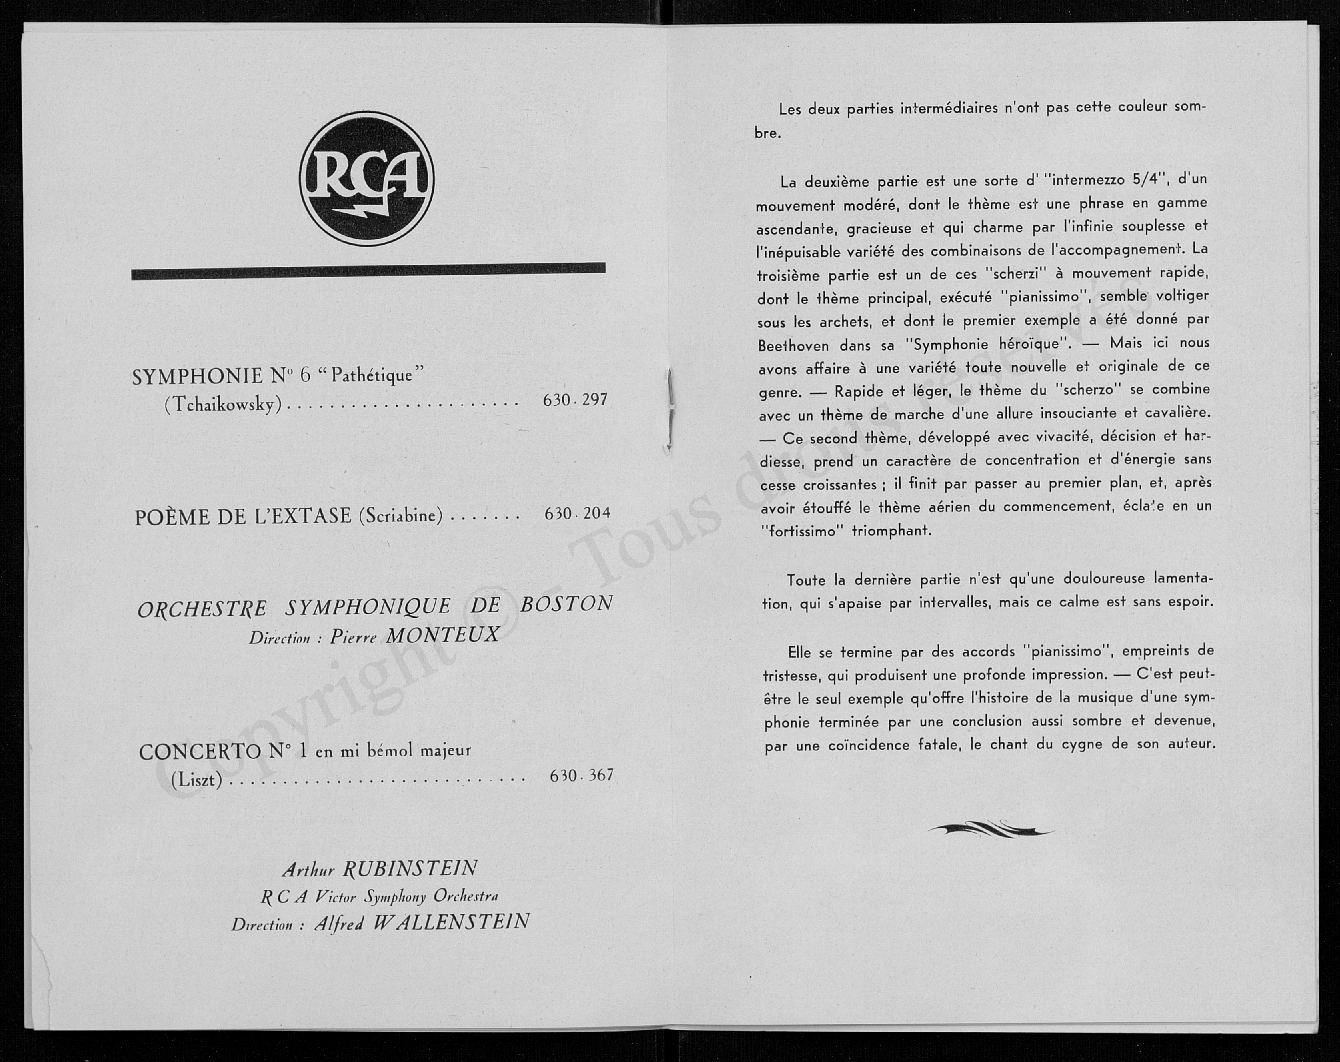 RCA
SYMPHONIE N° 6 “Pathétique”
(Tchaikowsky) . . . . . . . . . . . . . . . . . . . . . . 630.297
POÈME DE L'EXTASE (Scriabine) . . . . . . . 630.204
ORCHESTRE SYMPHONIQUE DE BOSTON
Direction : Pierre MONTEUX
CONCERTO N° 1 en mi bémol majeur
(Liszt) . . . . . . . . . . . . . . . . . . . . . . . . . . . . 630.367
Arthur RUBINSTEIN
RCA Victor Symphony Orchestra
Direction : Alfred WALLENSTEIN
Les deux parties intermédiaires n'ont pas cette couleur som-
bre.
La deuxième partie est une sorte d' "intermezzo 5/4", d'un
mouvement modéré, dont le thème est une phrase en gamme
ascendante, gracieuse et qui charme par l'infinie souplesse et
l'inépuisable variété des combinaisons de l'accompagnement. La
troisième partie est un de ces "scherzi" à mouvement rapide,
dont le thème principal, exécuté "pianissimo", semble voltiger
sous les archets, et dont le premier exemple a été donné par
Beethoven dans sa "Symphonie héroïque". — Mais ici nous
avons affaire à une variété toute nouvelle et originale de ce
genre. — Rapide et léger, le thème du "scherzo" se combine
avec un thème de marche d'une allure insouciante et cavalière.
— Ce second thème, développé avec vivacité, décision et har-
diesse, prend un caractère de concentration et d'énergie sans
cesse croissantes ; il finit par passer au premier plan, et, après
avoir étouffé le thème aérien du commencement, éclate en un
"fortissimo" triomphant.
Toute la dernière partie n'est qu'une douloureuse lamenta-
tion, qui s'apaise par intervalles, mais ce calme est sans espoir.
Elle se termine par des accords "pianissimo", empreints de
tristesse, qui produisent une profonde impression. — C'est peut-
être le seul exemple qu'offre l'histoire de la musique d'une sym-
phonie terminée par une conclusion aussi sombre et devenue,
par une coïncidence fatale, le chant du cygne de son auteur.
Copyright © - Tous droits réservés